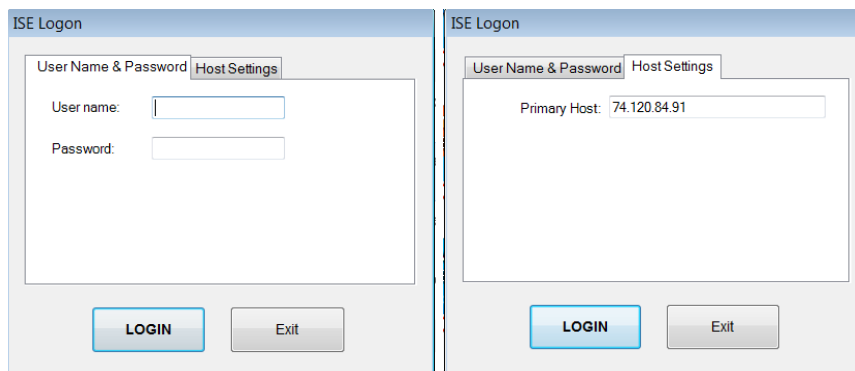 ISE Logon
User Name & Password Host Settings
User name:
Password:
LOGIN Exit
ISE Logon
User Name & Password Host Settings
Primary Host: 74.120.84.91
LOGIN Exit